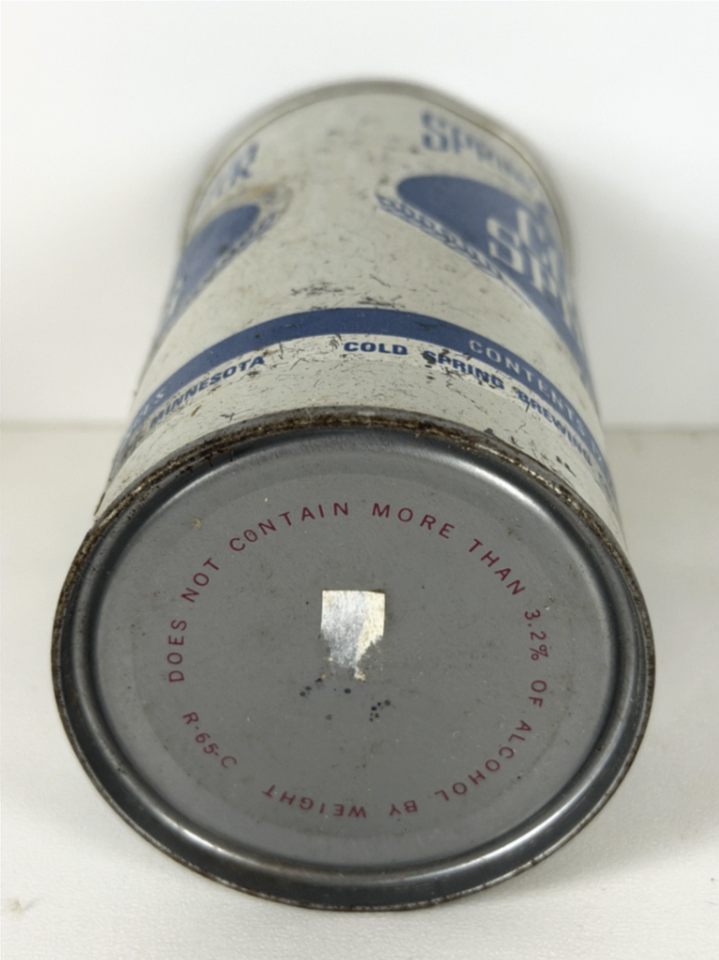 COLD SPRING BREWING
CONTENTS
MINNESOTA
DOES NOT CONTAIN MORE THAN 3.2% OF ALCOHOL BY WEIGHT
R-65-C